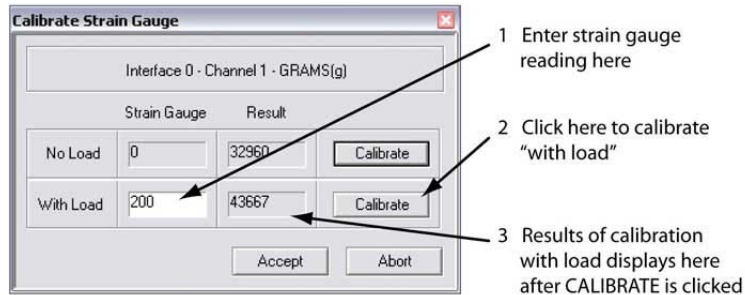 Calibrate Strain Gauge
Interface 0 - Channel 1 - GRAMS(g)
Strain Gauge Result
No Load 0 32960 Calibrate
With Load 200 43667 Calibrate
Accept Abort
1 Enter strain gauge
reading here
2 Click here to calibrate
“with load”
3 Results of calibration
with load displays here
after CALIBRATE is clicked